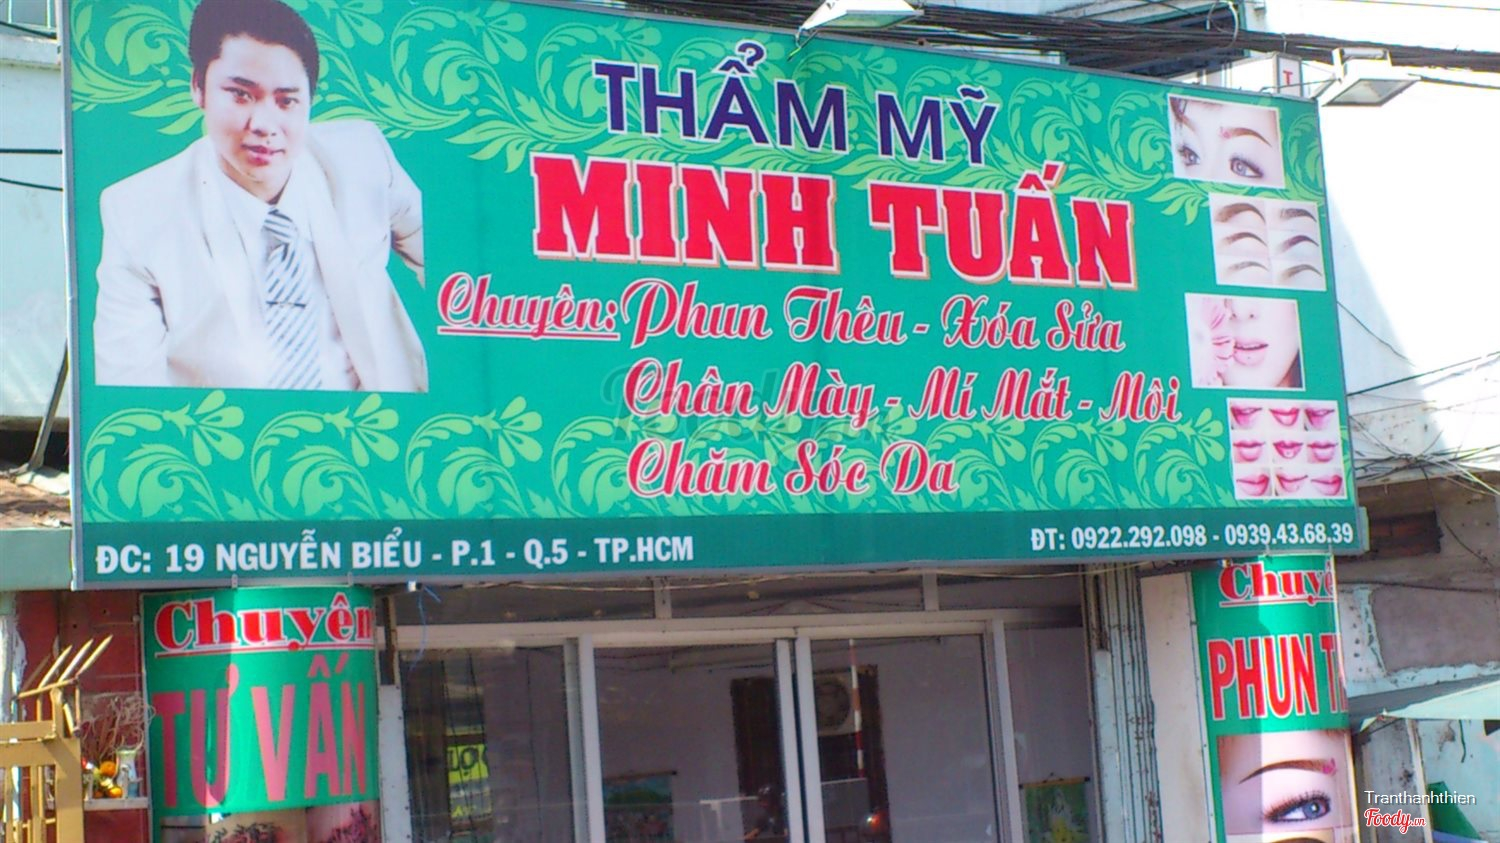 THẨM MỸ
MINH TUẤN
Chuyên: Phun Thêu - Xóa Sửa
Chân Mày - Mí Mắt - Môi
Chăm Sóc Da
ĐC: 19 NGUYỄN BIỂU - P.1 - Q.5 - TP.HCM
ĐT: 0922.292.098 - 0939.43.68.39
Chuyên
TƯ VẤN
Chuyê
PHUN T
Tranthanhthien
Foody.vn